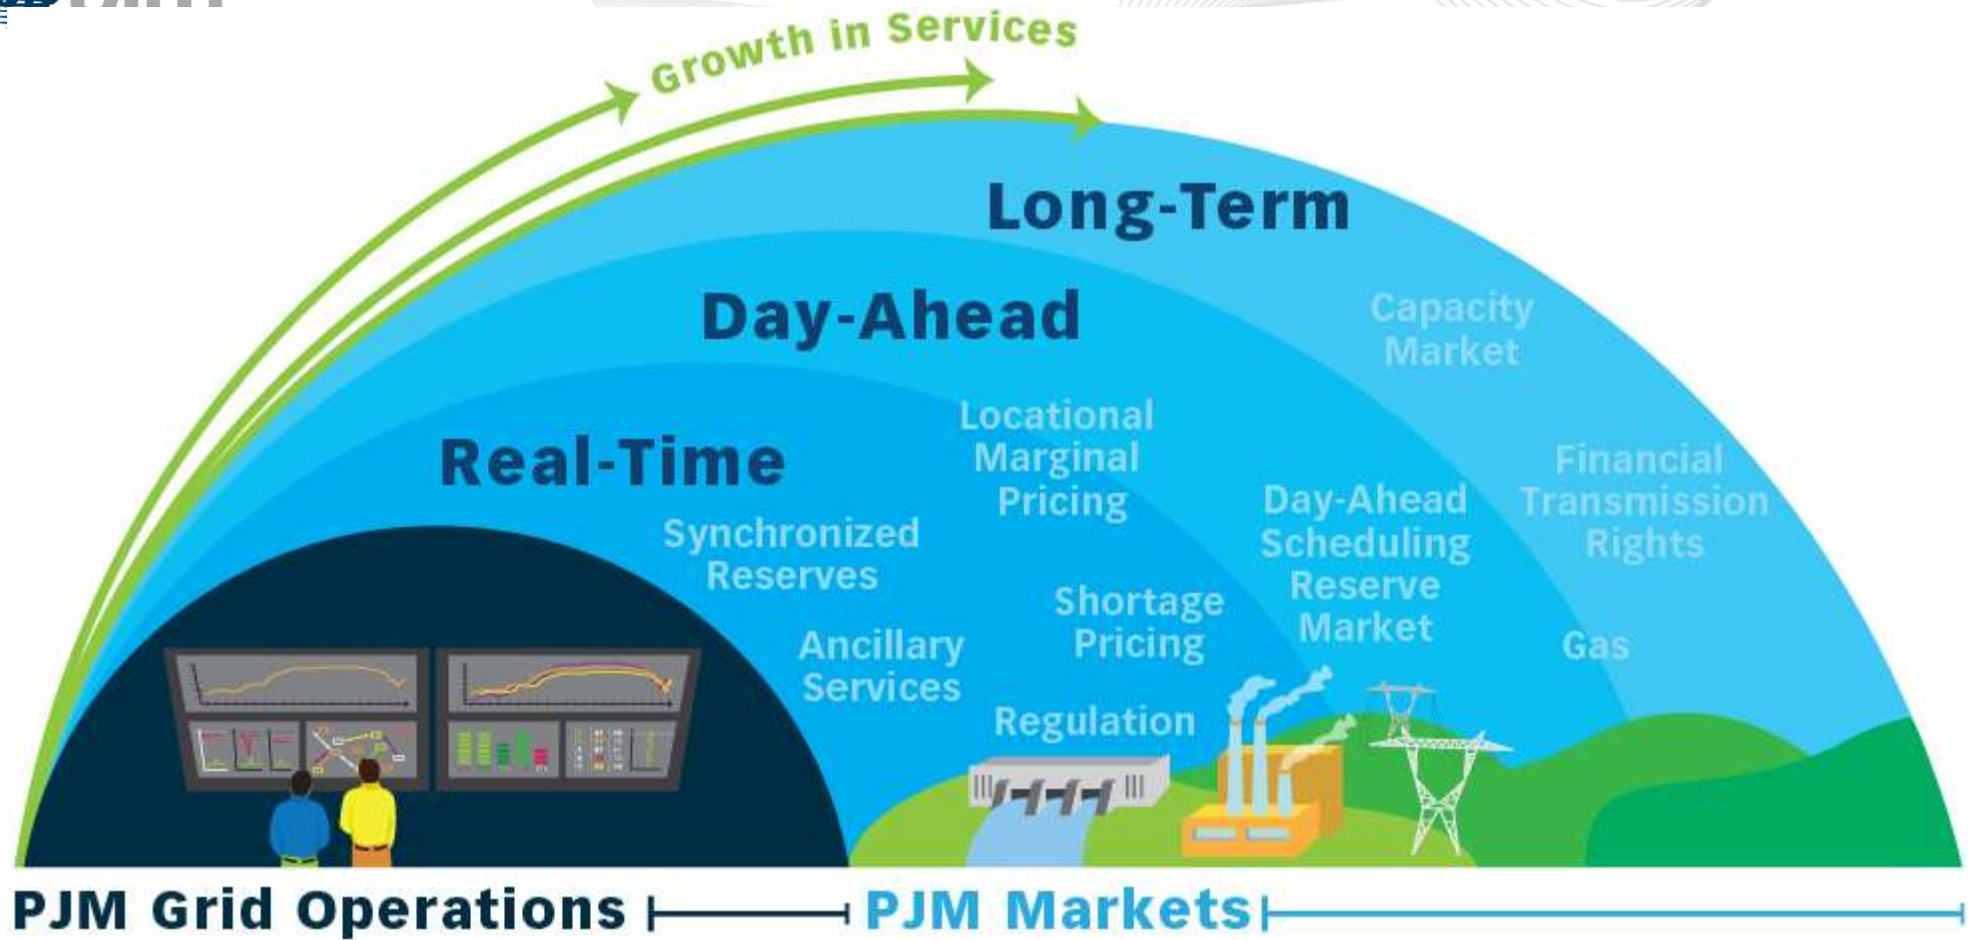 Growth in Services
Long-Term
Day-Ahead
Real-Time
Capacity
Market
Locational
Marginal
Pricing
Financial
Transmission
Rights
Day-Ahead
Scheduling
Reserve
Market
Synchronized
Reserves
Shortage
Pricing
Ancillary
Services
Gas
Regulation
PJM Grid Operations
PJM Markets